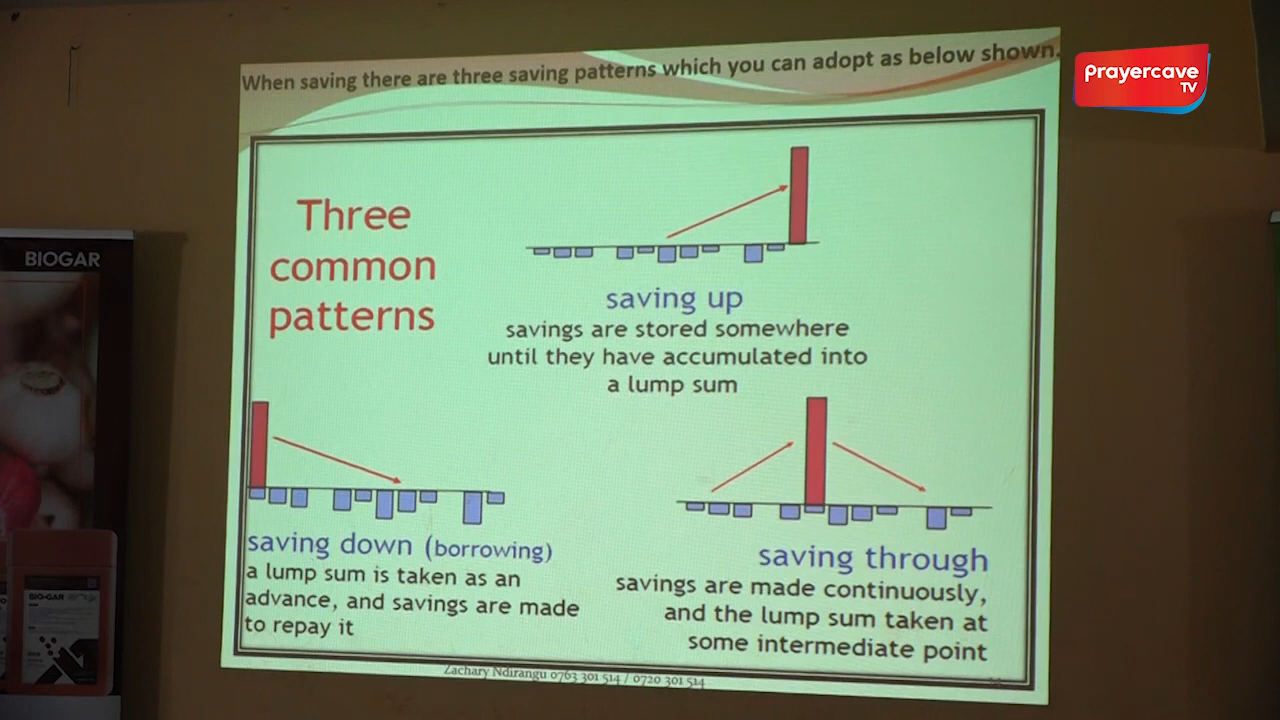 When saving there are three saving patterns which you can adopt as below shown.
Prayercave
TV
BIOGAR
Three
common
patterns
saving up
savings are stored somewhere
until they have accumulated into
a lump sum
saving down (borrowing)
a lump sum is taken as an
advance, and savings are made
to repay it
saving through
savings are made continuously,
and the lump sum taken at
some intermediate point
Zachary Ndirangu 0763 301 514 / 0720 301 514
BIO-GAR